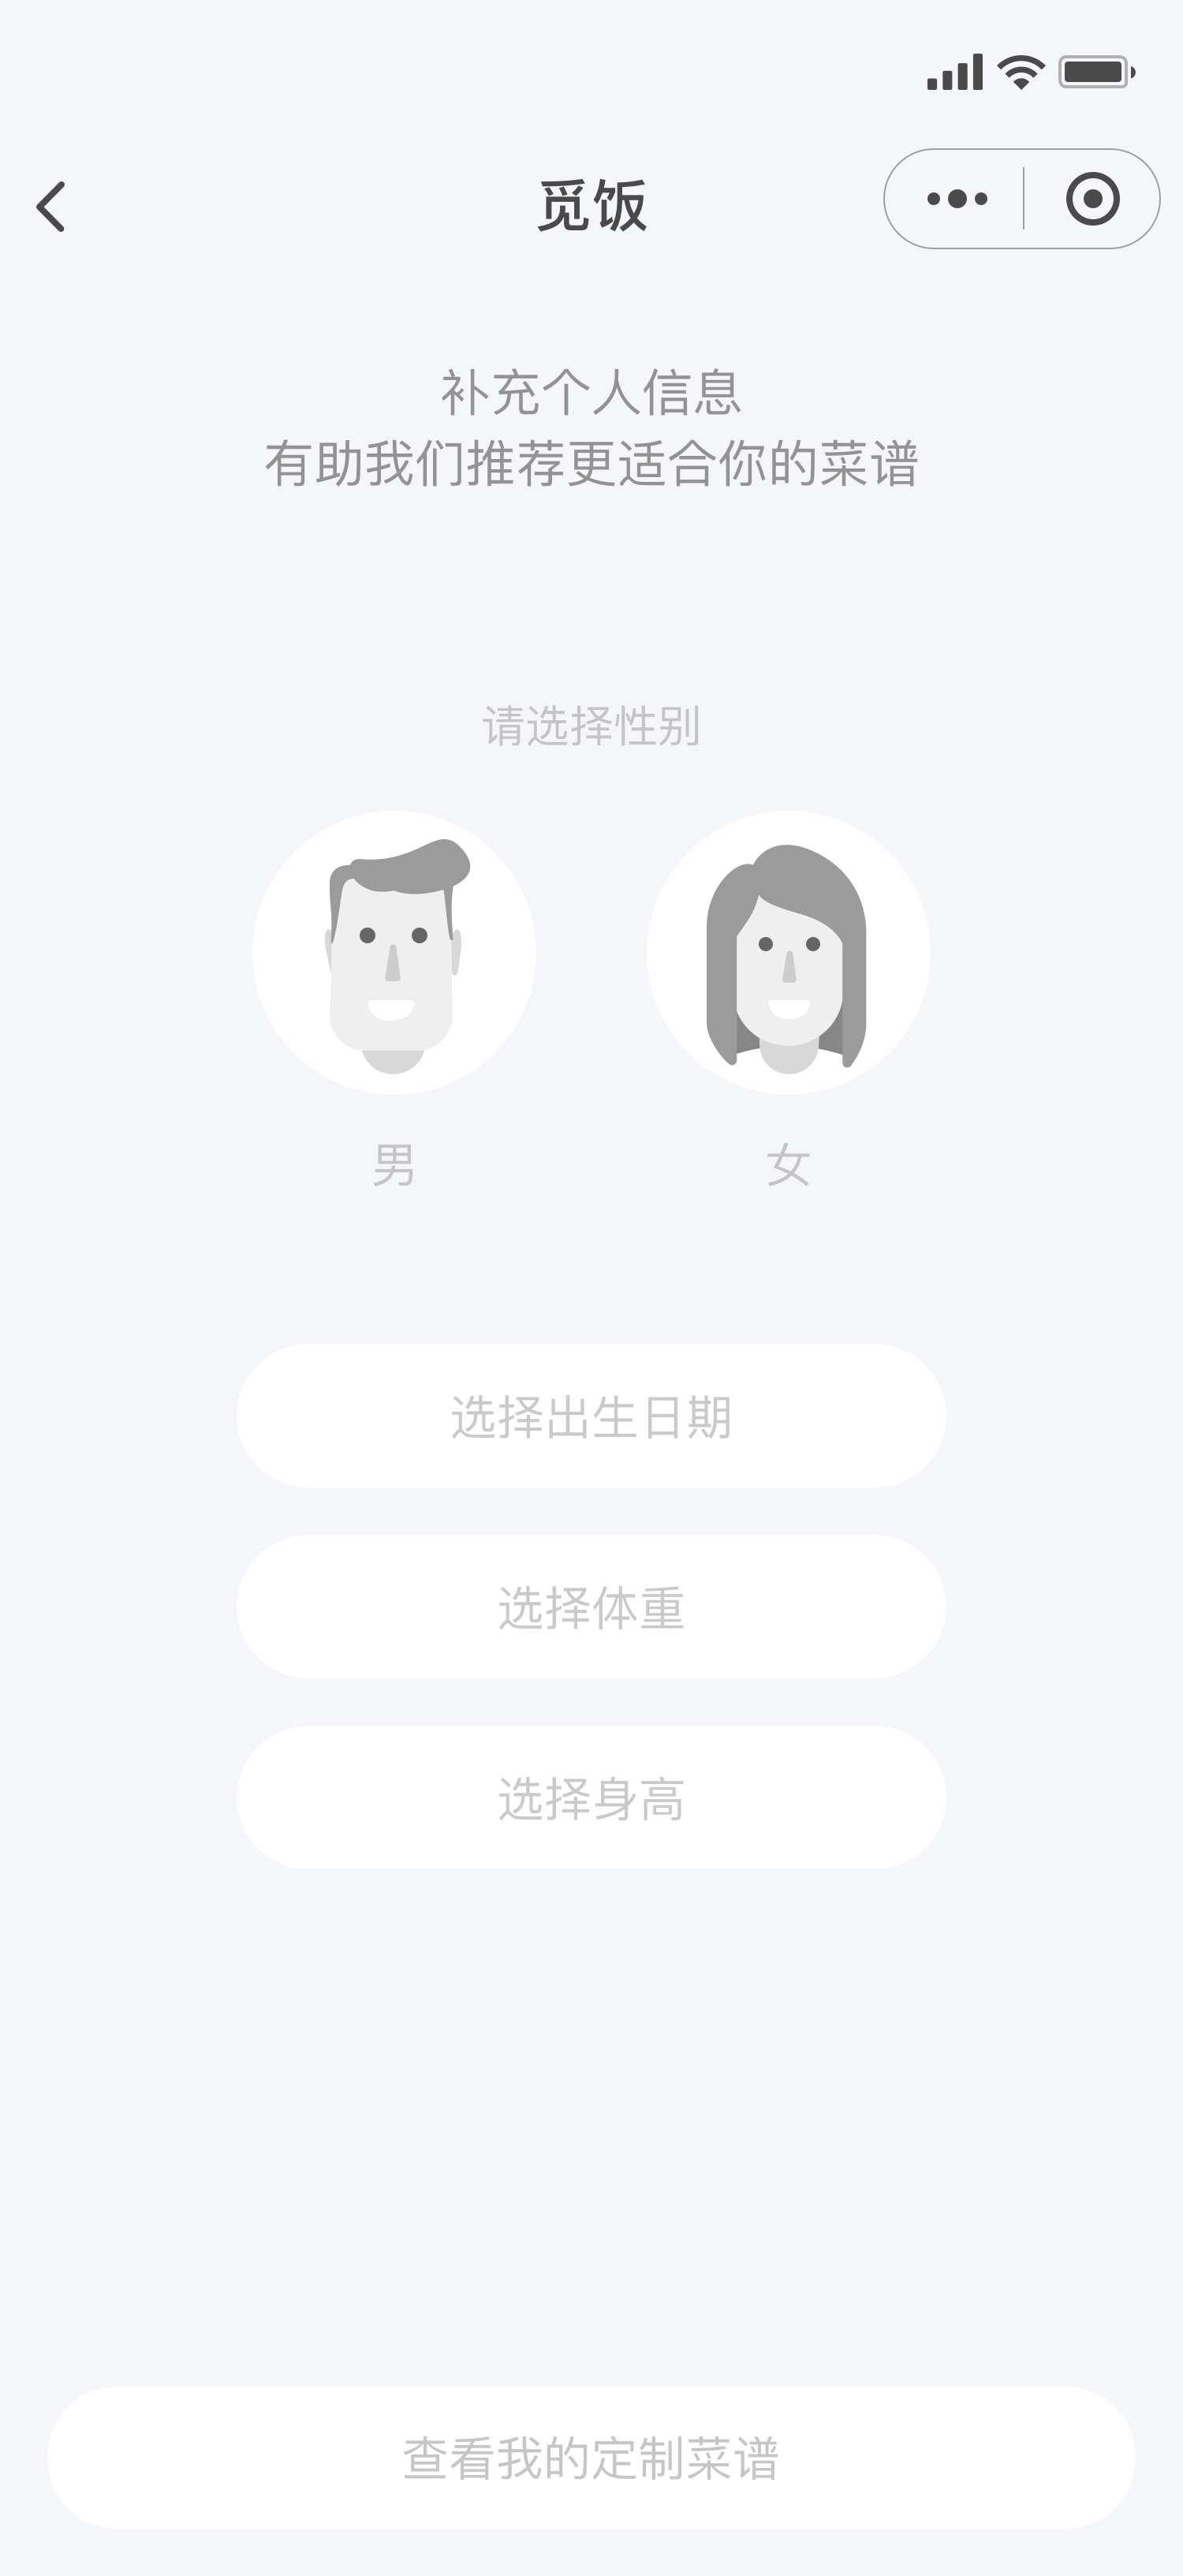 觅饭
补充个人信息
有助我们推荐更适合你的菜谱
请选择性别
男
女
选择出生日期
选择体重
选择身高
查看我的定制菜谱